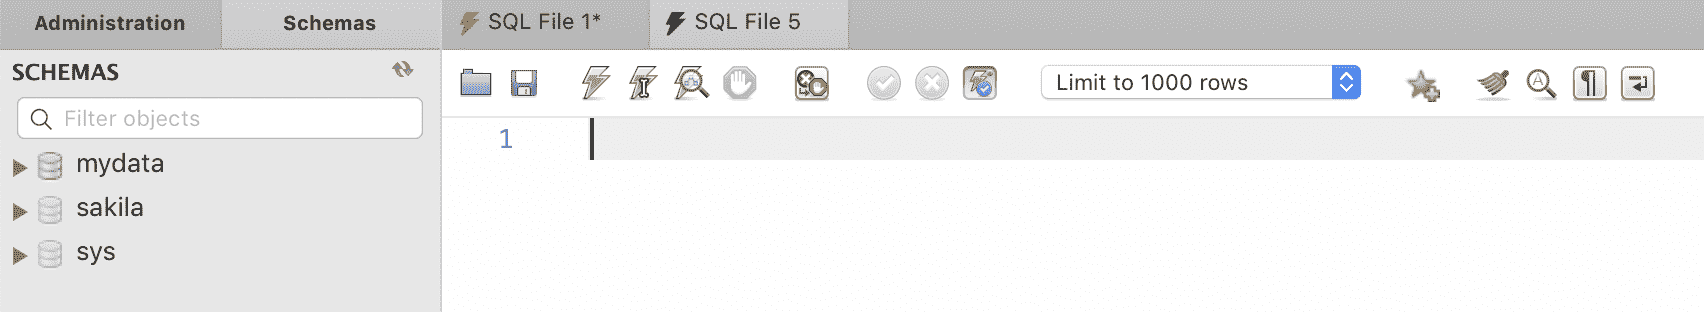 Administration
Schemas
SQL File 1*
SQL File 5
SCHEMAS
Filter objects
Limit to 1000 rows
1
mydata
sakila
sys